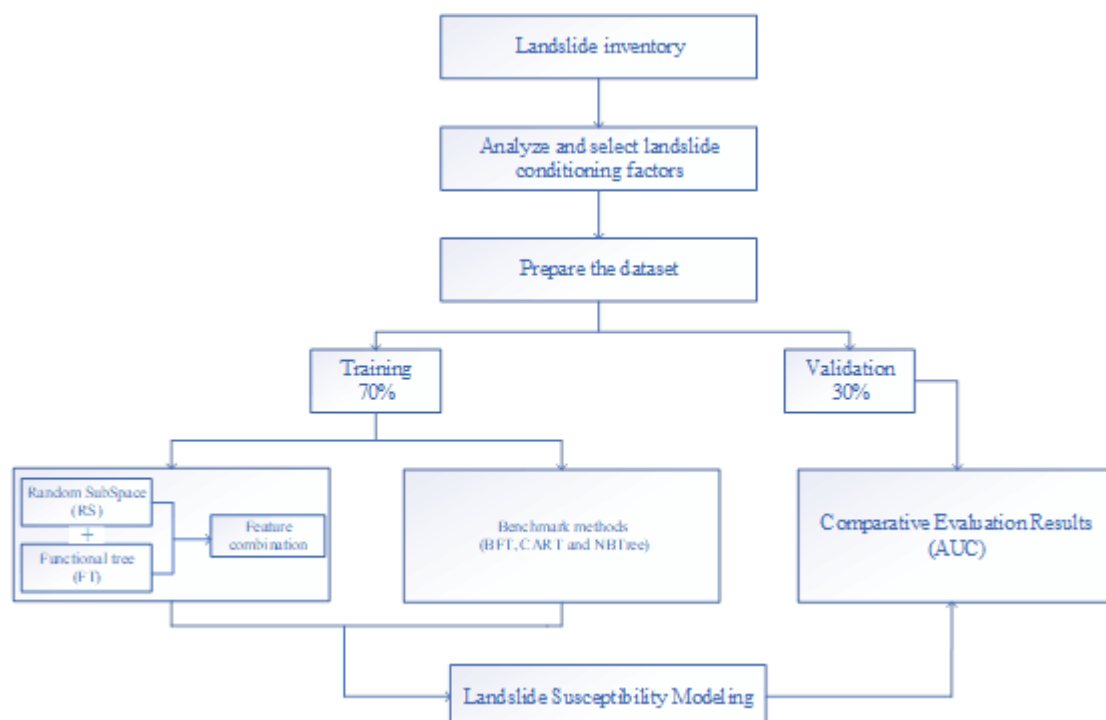 Landslide inventory
Analyze and select landslide
conditioning factors
Prepare the dataset
Training
70%
Validation
30%
Random SubSpace
(RS)
+
Functional tree
(FT)
Feature
combination
Benchmark methods
(BFT, CART and NBTree)
Comparative Evaluation Results
(AUC)
Landslide Susceptibility Modeling